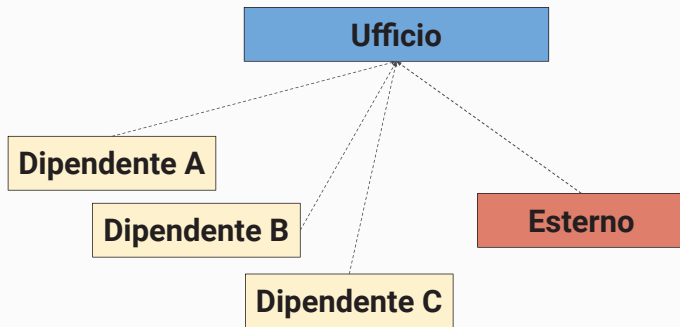 Ufficio
Dipendente A
Dipendente B
Esterno
Dipendente C